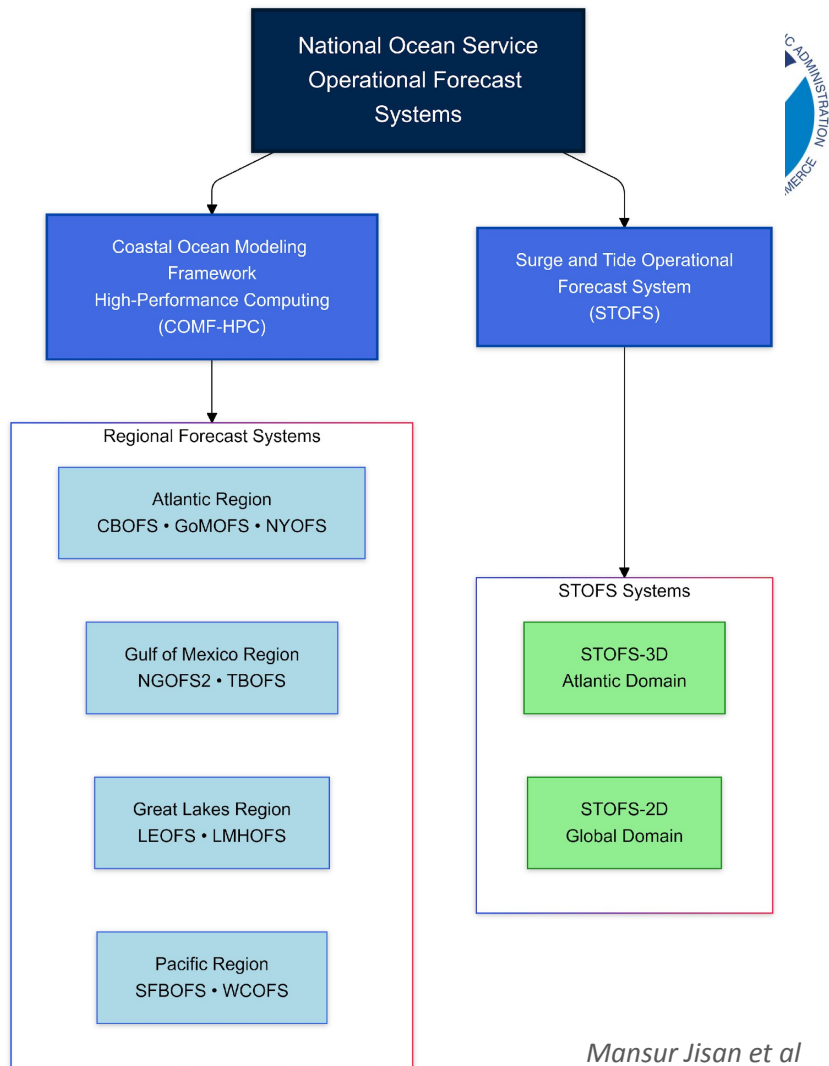 National Ocean Service
Operational Forecast
Systems
C ADMINISTRATION
MERCE
Coastal Ocean Modeling
Framework
High-Performance Computing
(COMF-HPC)
Surge and Tide Operational
Forecast System
(STOFS)
Regional Forecast Systems
Atlantic Region
CBOFS • GoMOFS • NYOFS
Gulf of Mexico Region
NGOFS2 • TBOFS
Great Lakes Region
LEOFS • LMHOFS
Pacific Region
SFBOFS • WCOFS
STOFS Systems
STOFS-3D
Atlantic Domain
STOFS-2D
Global Domain
Mansur Jisan et al